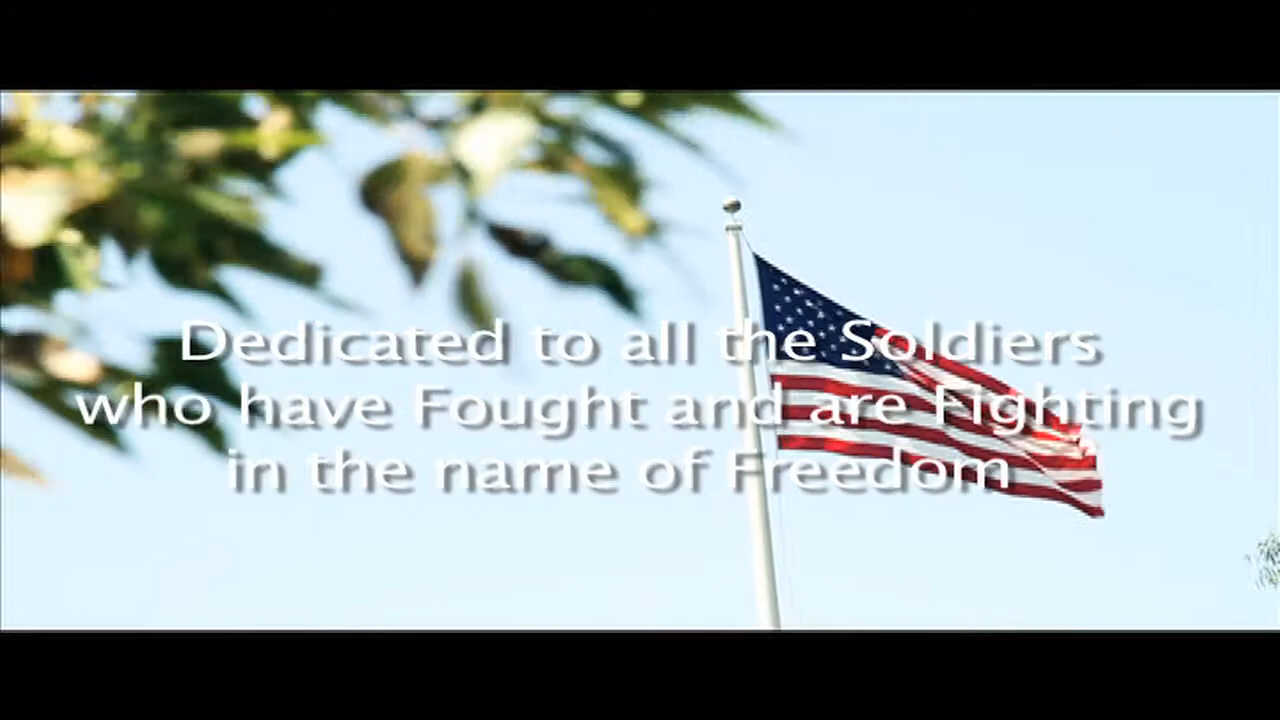 Dedicated to all the Soldiers
who have Fought and are Fighting
in the name of Freedom